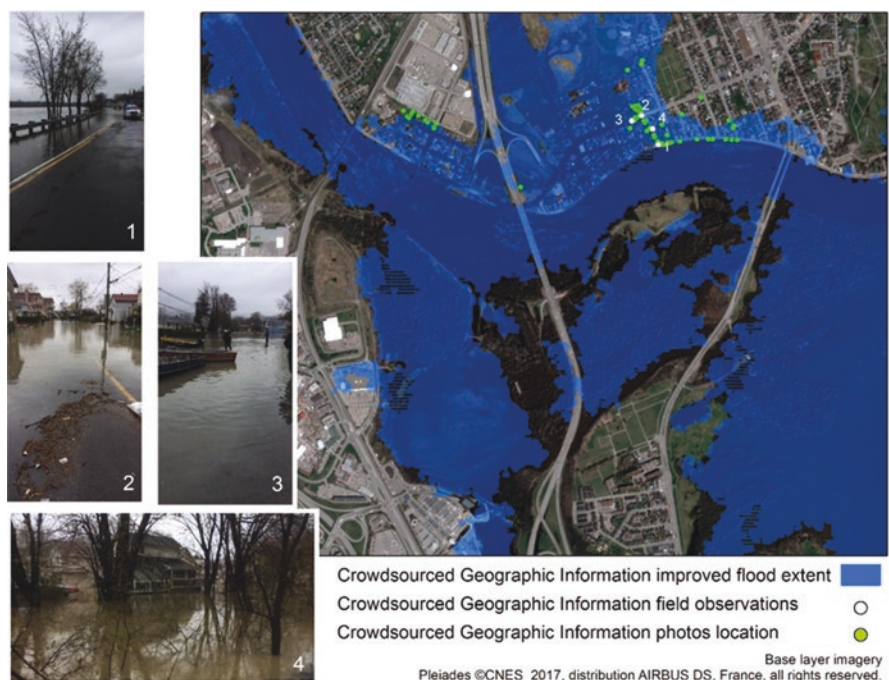 1
2
3
4
3
2
4
1
Crowdsourced Geographic Information improved flood extent
Crowdsourced Geographic Information field observations
Crowdsourced Geographic Information photos location
Base layer imagery
Pleiades ©CNES 2017, distribution AIRBUS DS, France, all rights reserved.